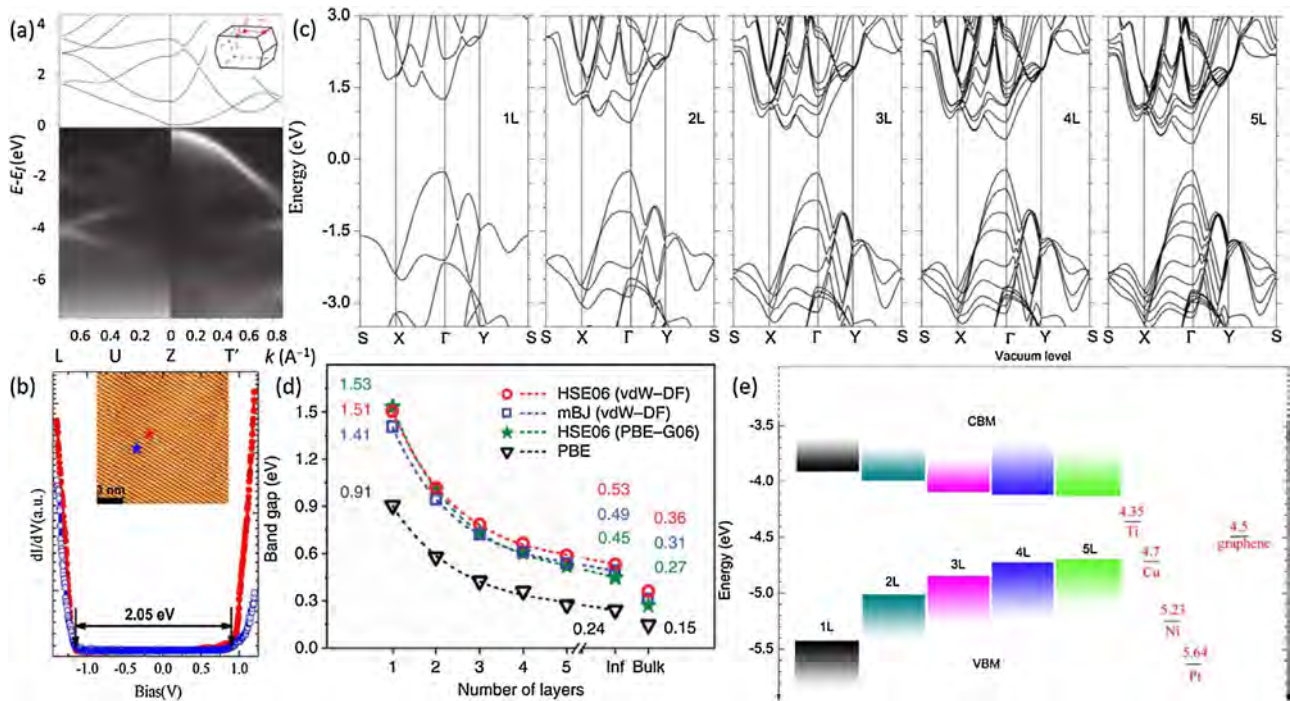 (a)
4
2
0
-2
-4
-6
E-Ef(eV)
0.6 0.4 0.2 0 0.2 0.4 0.6 0.8
L U Z T' k (A⁻¹)
(b)
3 nm
dI/dV(a.u.)
2.05 eV
-1.0 -0.5 0.0 0.5 1.0
Bias(V)
(c)
3.0
1.5
0.0
-1.5
-3.0
Energy (eV)
1L
2L
3L
4L
5L
S X Γ Y S
S X Γ Y S
S X Γ Y S
S X Γ Y S
S X Γ Y S
(d)
Band gap (eV)
1.5
1.2
0.9
0.6
0.3
0.0
1.53
1.51
1.41
0.91
HSE06 (vdW–DF)
mBJ (vdW–DF)
HSE06 (PBE–G06)
PBE
0.53
0.49
0.45
0.36
0.31
0.27
0.24
0.15
1 2 3 4 5 Inf Bulk
Number of layers
Vacuum level
(e)
Energy (eV)
-3.5
-4.0
-4.5
-5.0
-5.5
CBM
1L
2L
3L
4L
5L
VBM
4.35
Ti
4.7
Cu
4.5
graphene
5.23
Ni
5.64
Pt